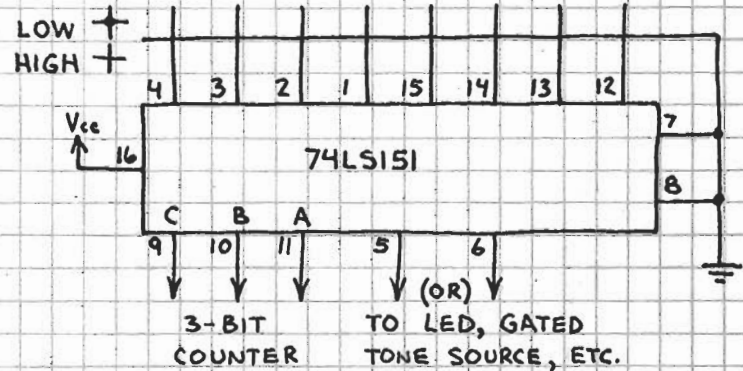 LOW
HIGH
4 3 2 1 15 14 13 12
Vcc
16
74LS151
7
8
C B A
9 10 11 5 6
(OR)
3-BIT
COUNTER
TO LED, GATED
TONE SOURCE, ETC.